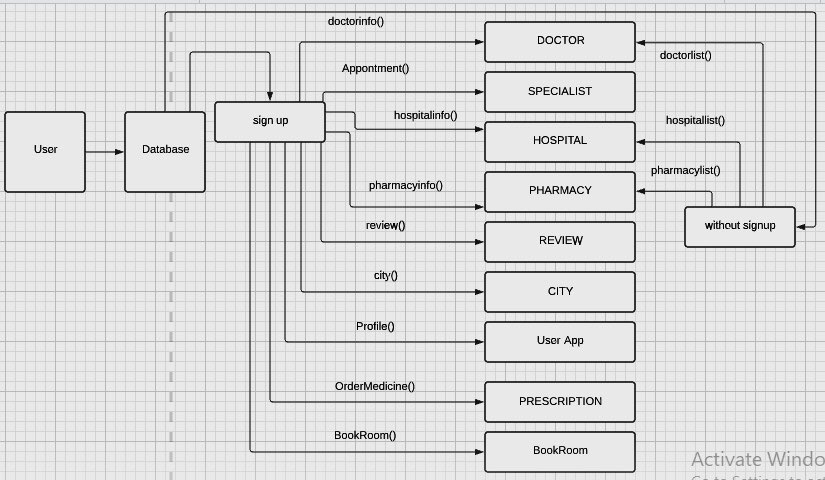 doctorinfo()
DOCTOR
doctorlist()
Appontment()
SPECIALIST
hospitalinfo()
hospitallist()
sign up
HOSPITAL
User
Database
pharmacylist()
pharmacyinfo()
PHARMACY
review()
without signup
REVIEW
city()
CITY
Profile()
User App
OrderMedicine()
PRESCRIPTION
BookRoom()
BookRoom
Activate Windo